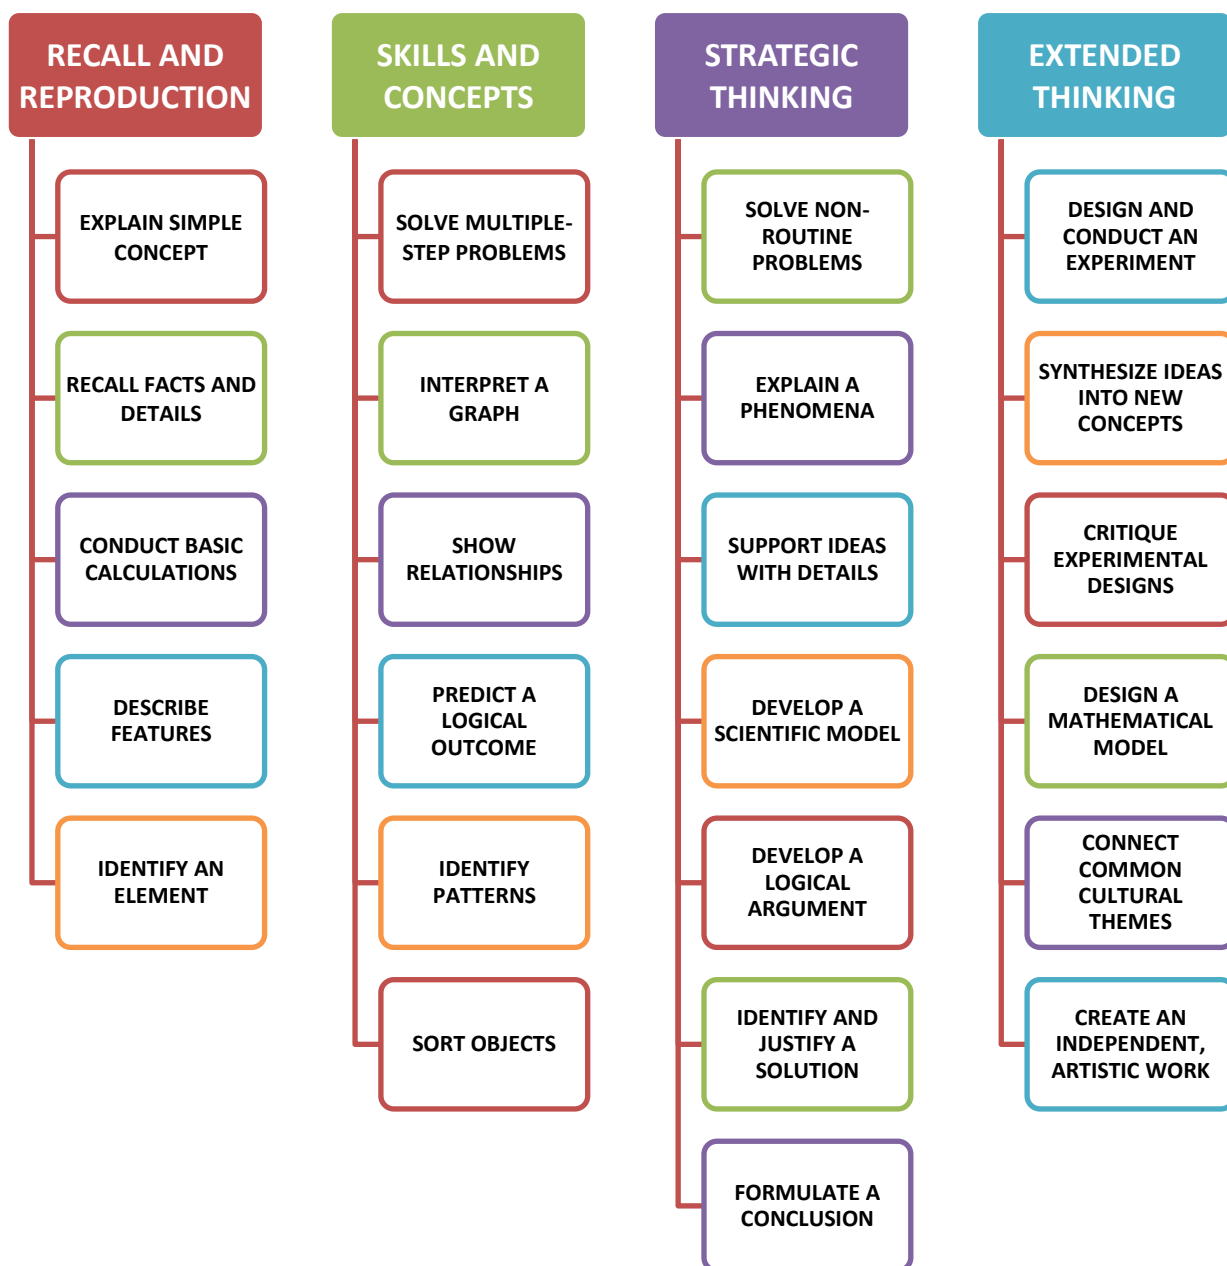 RECALL AND
REPRODUCTION
EXPLAIN SIMPLE
CONCEPT
RECALL FACTS AND
DETAILS
CONDUCT BASIC
CALCULATIONS
DESCRIBE
FEATURES
IDENTIFY AN
ELEMENT
SKILLS AND
CONCEPTS
SOLVE MULTIPLE-
STEP PROBLEMS
INTERPRET A
GRAPH
SHOW
RELATIONSHIPS
PREDICT A
LOGICAL
OUTCOME
IDENTIFY
PATTERNS
SORT OBJECTS
STRATEGIC
THINKING
SOLVE NON-
ROUTINE
PROBLEMS
EXPLAIN A
PHENOMENA
SUPPORT IDEAS
WITH DETAILS
DEVELOP A
SCIENTIFIC MODEL
DEVELOP A
LOGICAL
ARGUMENT
IDENTIFY AND
JUSTIFY A
SOLUTION
FORMULATE A
CONCLUSION
EXTENDED
THINKING
DESIGN AND
CONDUCT AN
EXPERIMENT
SYNTHESIZE IDEAS
INTO NEW
CONCEPTS
CRITIQUE
EXPERIMENTAL
DESIGNS
DESIGN A
MATHEMATICAL
MODEL
CONNECT
COMMON
CULTURAL
THEMES
CREATE AN
INDEPENDENT,
ARTISTIC WORK